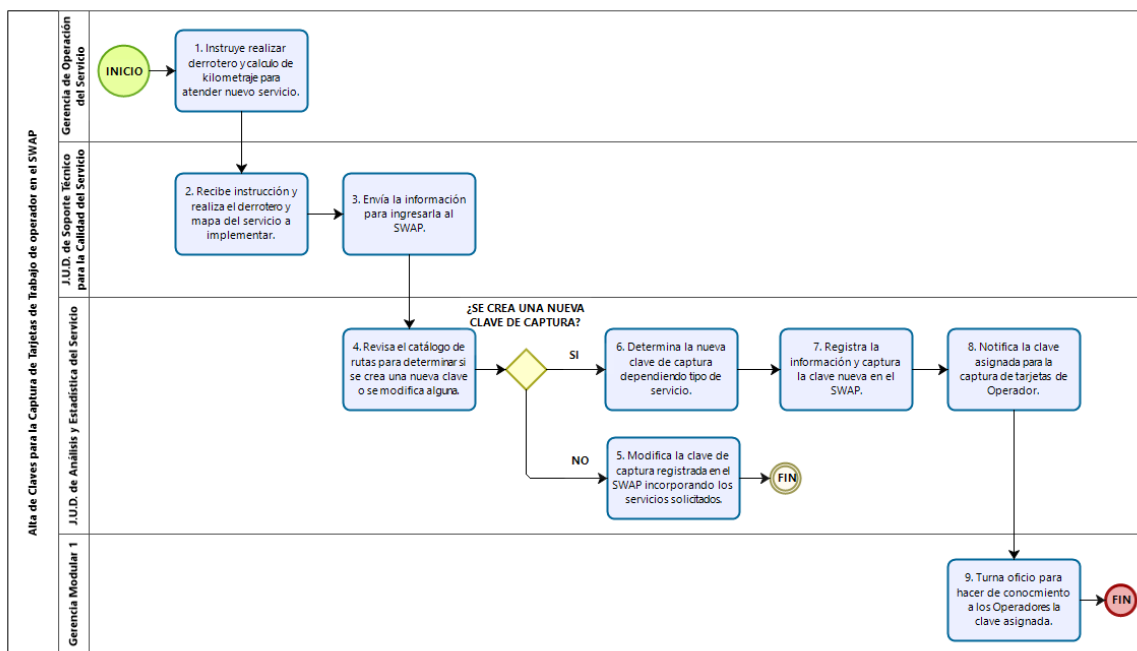 Alta de Claves para la Captura de Tarjetas de Trabajo de operador en el SWAP
Gerencia de Operación
del Servicio
INICIO
1. Instruye realizar
derrotero y calculo de
kilometraje para
atender nuevo servicio.
J.U.D. de Soporte Técnico
para la Calidad del Servicio
2. Recibe instrucción y
realiza el derrotero y
mapa del servicio a
implementar.
3. Envía la información
para ingresarla al
SWAP.
J.U.D. de Análisis y Estadística del Servicio
4. Revisa el catálogo de
rutas para determinar si
se crea una nueva clave
o se modifica alguna.
¿SE CREA UNA NUEVA
CLAVE DE CAPTURA?
SI
6. Determina la nueva
clave de captura
dependiendo tipo de
servicio.
7. Registra la
información y captura
la clave nueva en el
SWAP.
8. Notifica la clave
asignada para la
captura de tarjetas de
Operador.
NO
5. Modifica la clave de
captura registrada en el
SWAP incorporando los
servicios solicitados.
FIN
Gerencia Modular 1
9. Turna oficio para
hacer de conocmiento
a los Operadores la
clave asignada.
FIN